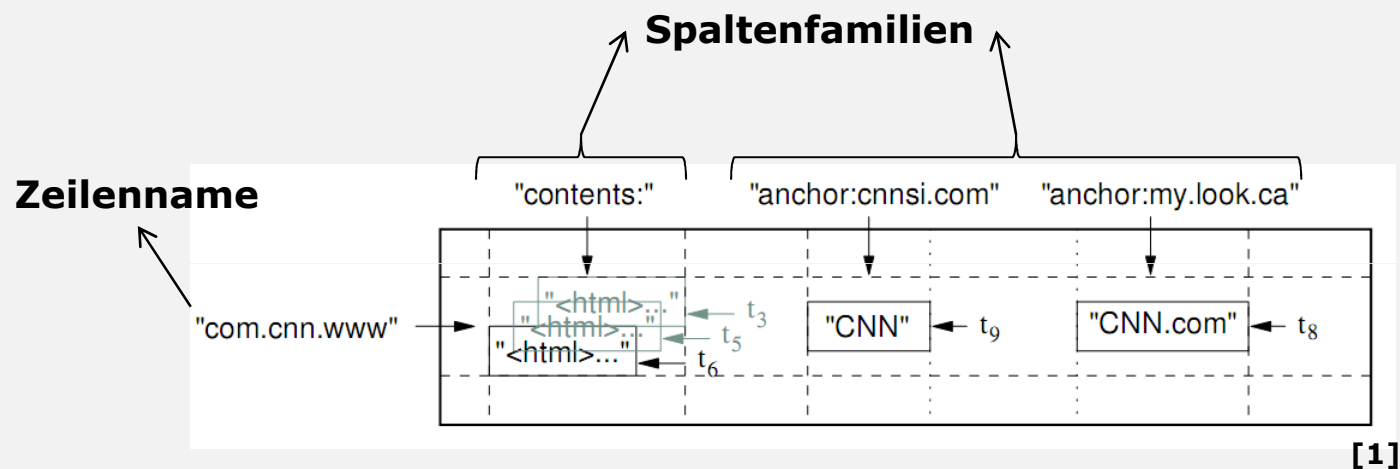 Spaltenfamilien
Zeilenname
"contents:" "anchor:cnnsi.com" "anchor:my.look.ca"
"<html>..." t3
"<html>..." t5
"com.cnn.www" "<html>..." t6 "CNN" t9 "CNN.com" t8
[1]